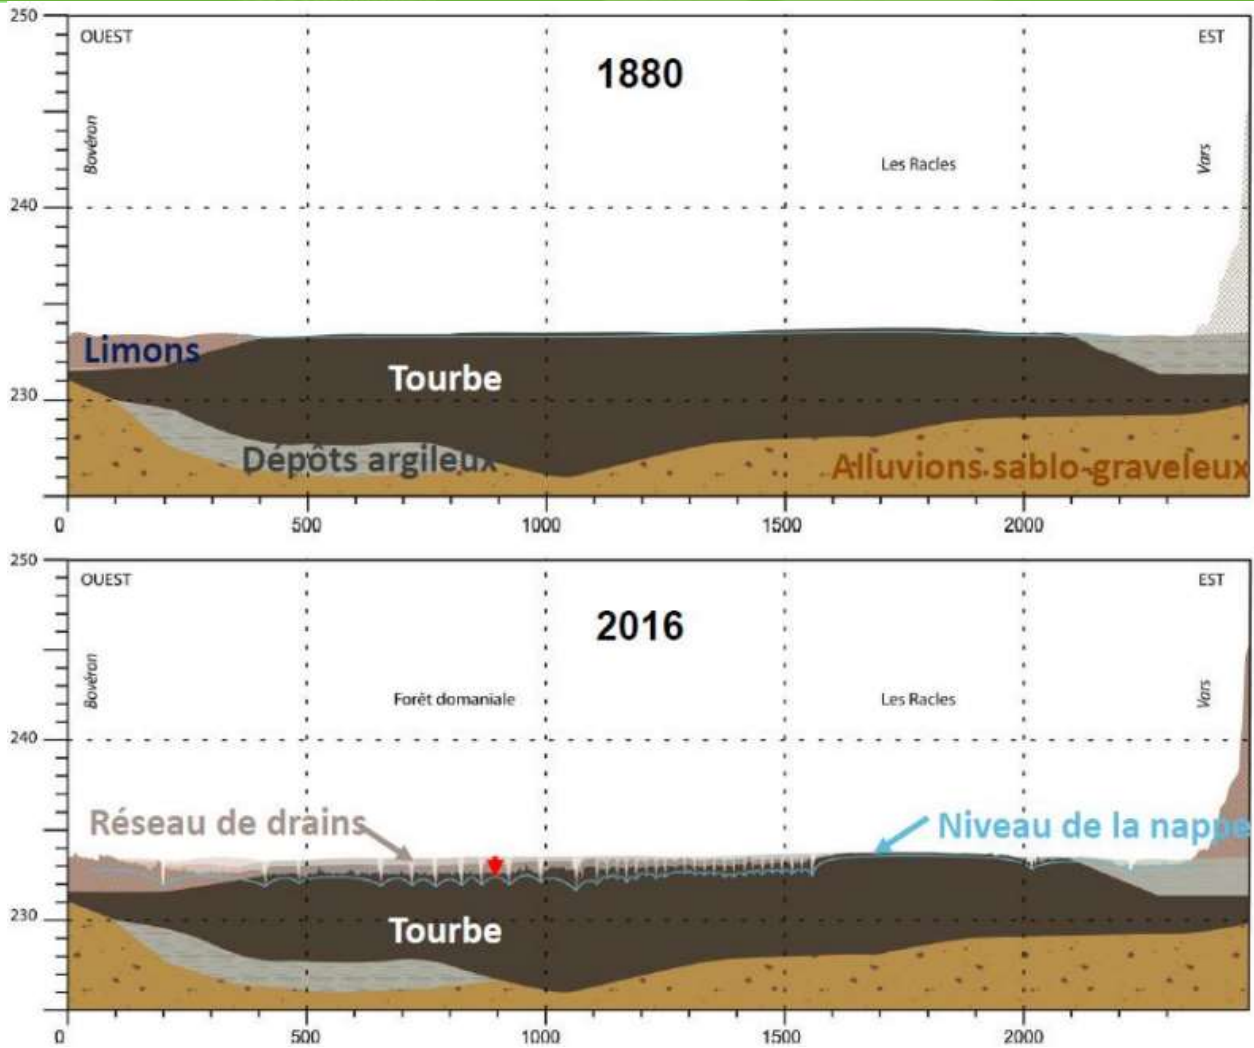 250
OUEST
EST
1880
Bovéron
Les Racles
Vars
240
Limons
Tourbe
230
Dépôts argileux
Alluvions sablo-graveleux
0
500
1000
1500
2000
250
OUEST
EST
2016
Bovéron
Forêt domaniale
Les Racles
Vars
240
Réseau de drains
Niveau de la nappe
230
Tourbe
0
500
1000
1500
2000